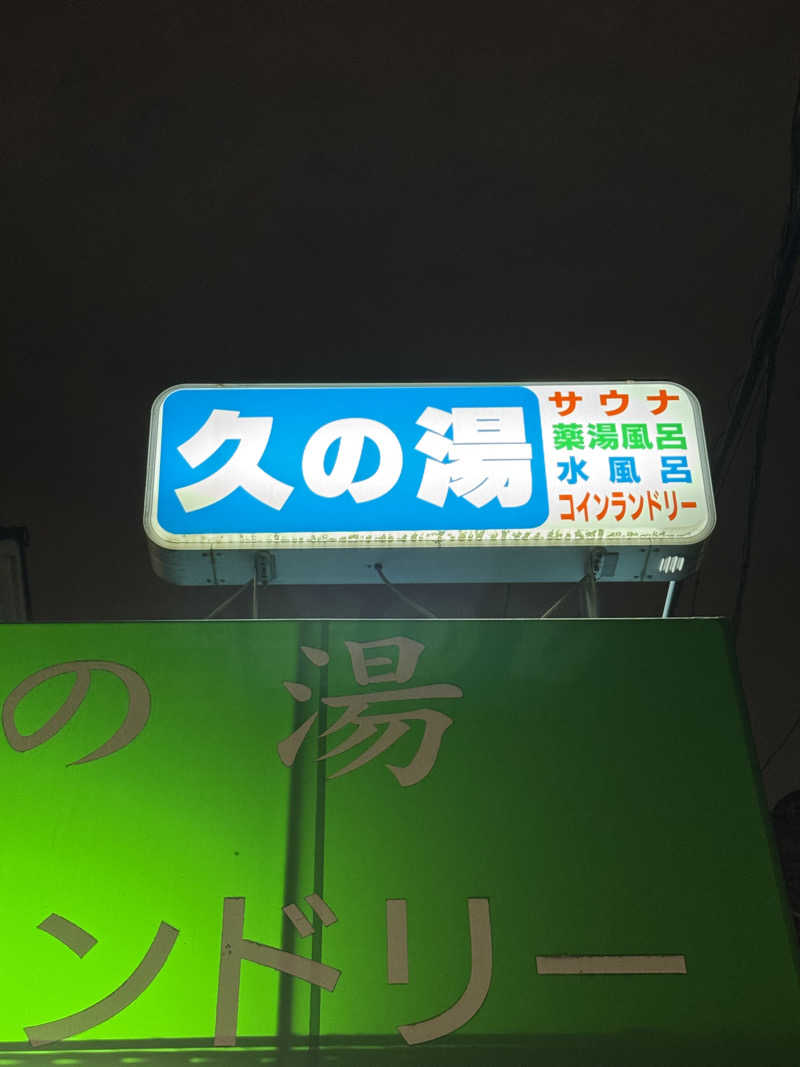 久の湯
サウナ
薬湯風呂
水風呂
コインランドリー
の湯
ンドリー